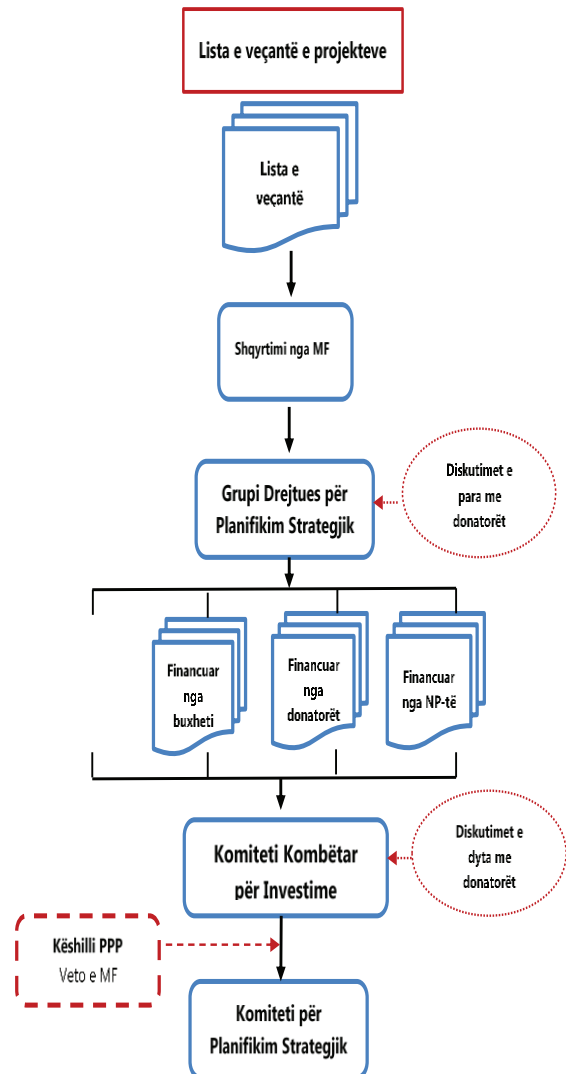 Lista e veçantë e projekteve
Lista e
veçantë
Shqyrtimi nga MF
Grupi Drejtues për
Planifikim Strategjik
Diskutimet e
para me
donatorët
Financuar
nga
buxheti
Financuar
nga
donatorët
Financuar
nga NP-të
Komiteti Kombëtar
për Investime
Diskutimet e
dyta me
donatorët
Këshilli PPP
Veto e MF
Komiteti për
Planifikim Strategjik